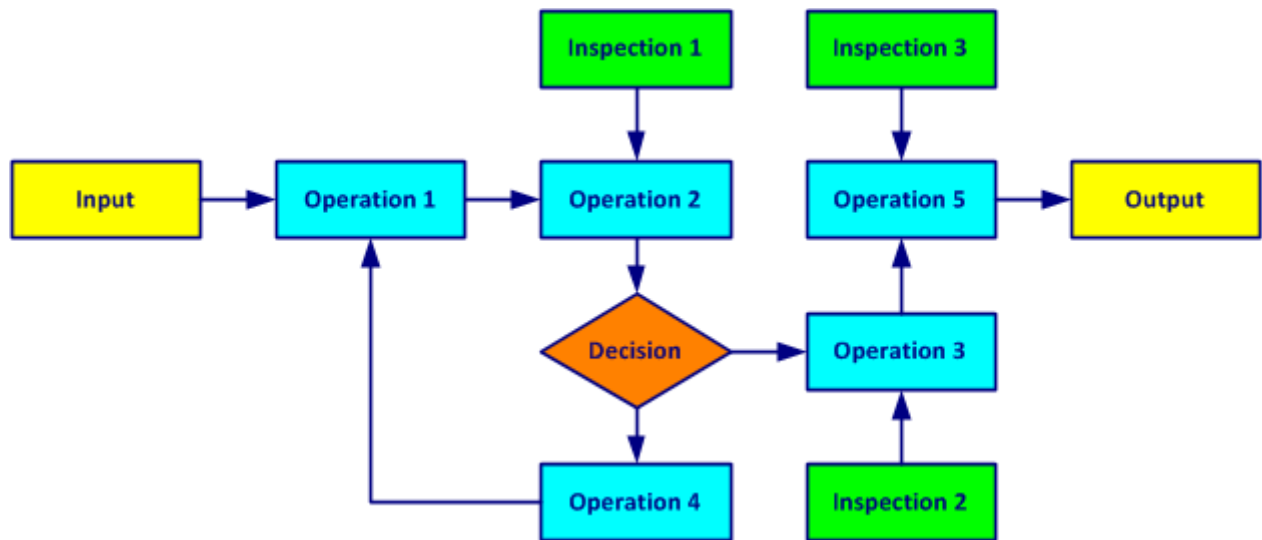 Inspection 1
Inspection 3
Input
Operation 1
Operation 2
Operation 5
Output
Decision
Operation 3
Operation 4
Inspection 2